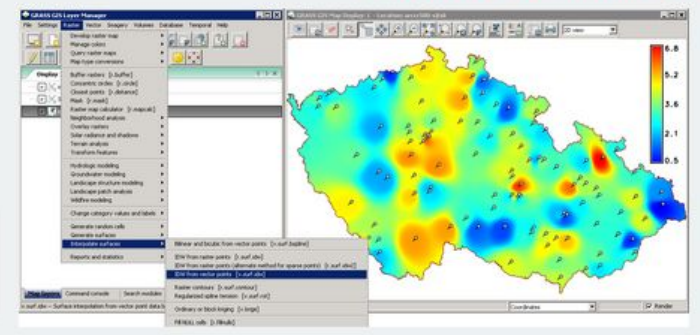 GRASS GIS Layer Manager
File Settings Raster Vector Imagery Volumes Database Temporal Help
Develop raster map
Manage colors
Query raster maps
Map type conversions
Buffer rasters [r.buffer]
Concentric circles [r.circle]
Closest points [r.distance]
Mask [r.mask]
Raster map calculator [r.mapcalc]
Neighborhood analysis
Overlay rasters
Solar radiance and shadows
Terrain analysis
Transform features
Hydrologic modeling
Groundwater modeling
Landscape structure modeling
Landscape patch analysis
Wildfire modeling
Change category values and labels
Generate random cells
Generate surfaces
Interpolate surfaces
Reports and statistics
Bilinear and bicubic from vector points [v.surf.bspline]
IDW from raster points [r.surf.idw]
IDW from raster points (alternate method for sparse points) [r.surf.idw2]
IDW from vector points [v.surf.idw]
Raster contours [r.surf.contour]
Regularized spline tension [v.surf.rst]
Ordinary or block kriging [v.krige]
Fill NULL cells [r.fillnulls]
Display
Map layers Command console Search modules
v.surf.idw - Surface interpolation from vector point data b
GRASS GIS Map Display: 1
2D view
6.8
5.2
3.6
2.1
0.5
Coordinates
Render